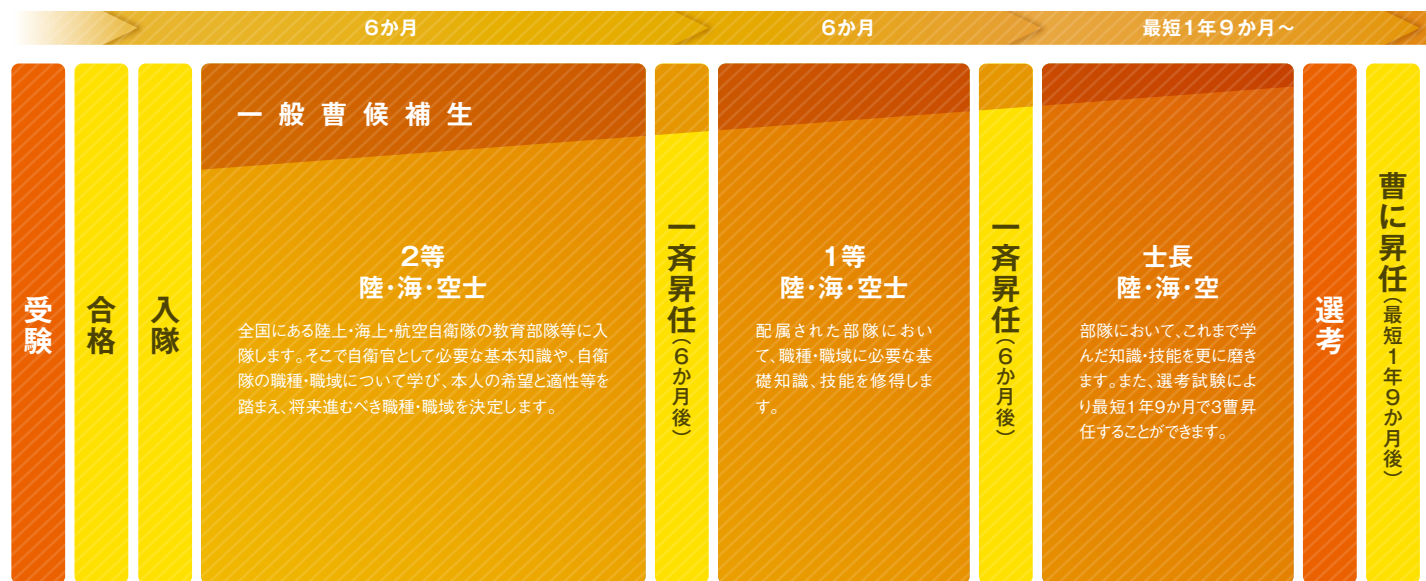 6か月
6か月
最短1年9か月~
受験
合格
入隊
一般曹候補生
2等
陸・海・空士
全国にある陸上・海上・航空自衛隊の教育部隊等に入
隊します。そこで自衛官として必要な基本知識や、自衛
隊の職種・職域について学び、本人の希望と適性等を
踏まえ、将来進むべき職種・職域を決定します。
一斉昇任(6か月後)
1等
陸・海・空士
配属された部隊におい
て、職種・職域に必要な基
礎知識、技能を修得しま
す。
一斉昇任(6か月後)
士長
陸・海・空
部隊において、これまで学
んだ知識・技能を更に磨き
ます。また、選考試験によ
り最短1年9か月で3曹昇
任することができます。
選考
曹に昇任(最短1年9か月後)